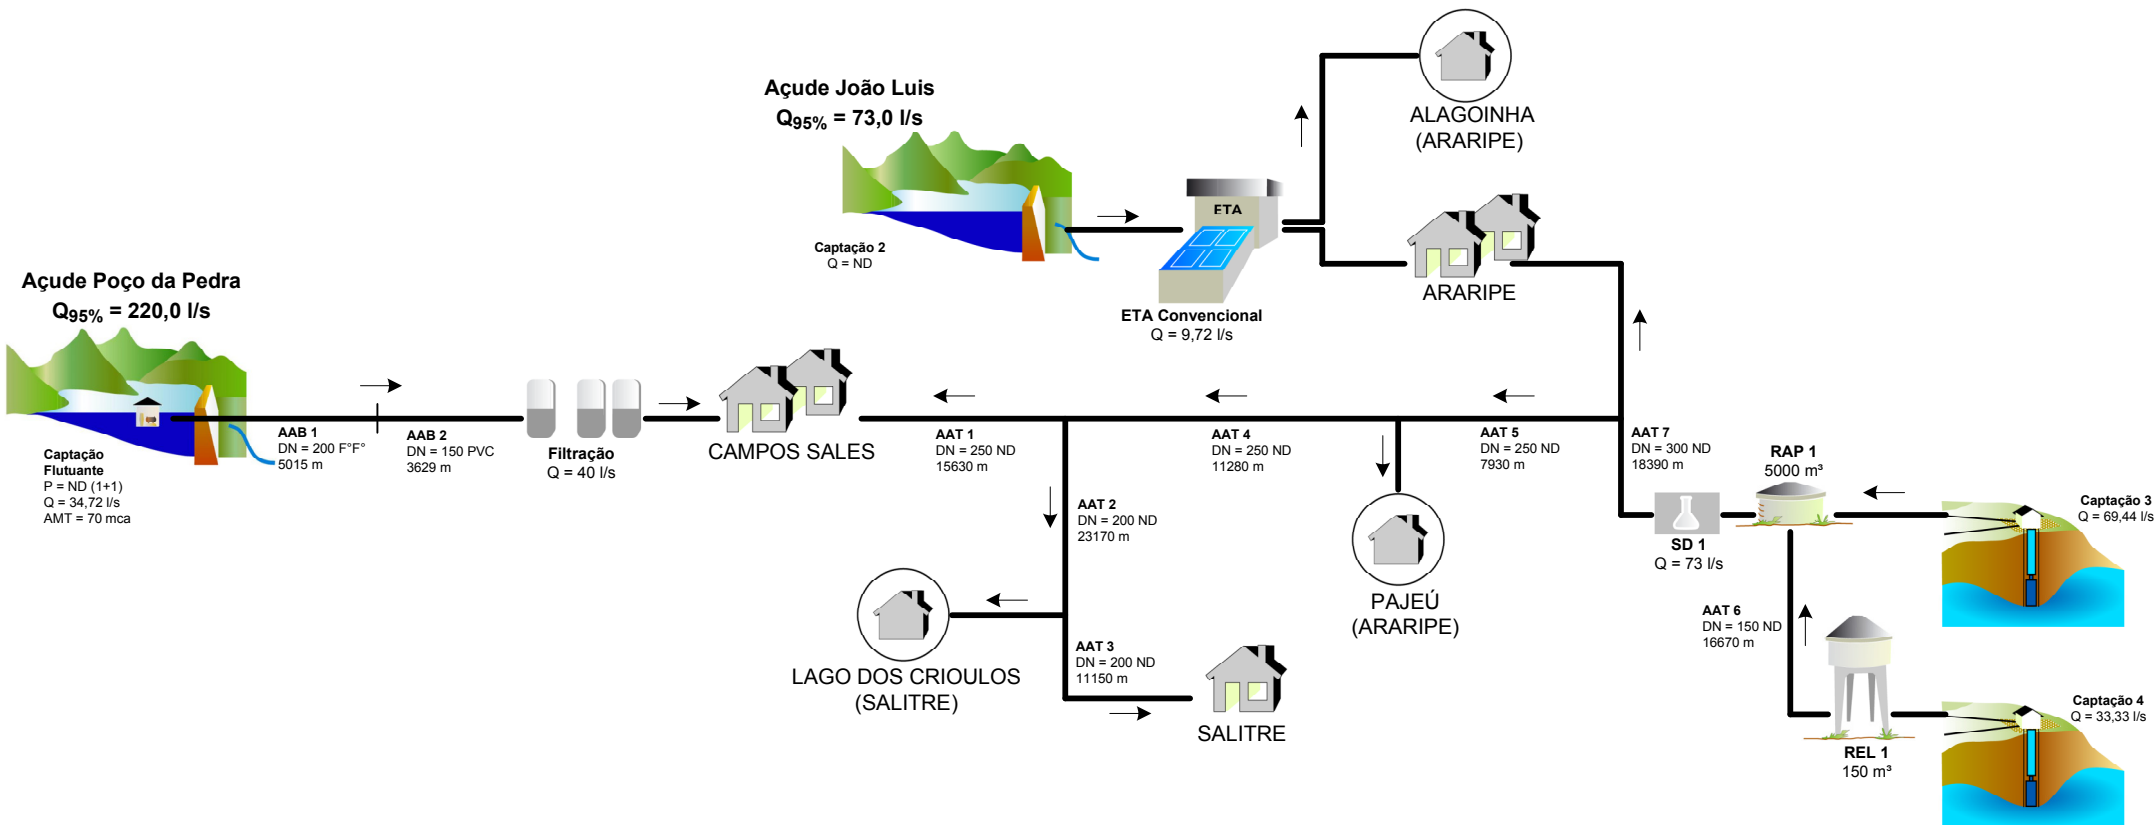 Açude João Luis
Q95% = 73,0 l/s
Captação 2
Q = ND
ETA
ETA Convencional
Q = 9,72 l/s
ALAGOINHA
(ARARIPE)
ARARIPE
Açude Poço da Pedra
Q95% = 220,0 l/s
Captação
Flutuante
P = ND (1+1)
Q = 34,72 l/s
AMT = 70 mca
AAB 1
DN = 200 F°F°
5015 m
AAB 2
DN = 150 PVC
3629 m
Filtração
Q = 40 l/s
CAMPOS SALES
AAT 1
DN = 250 ND
15630 m
AAT 4
DN = 250 ND
11280 m
AAT 5
DN = 250 ND
7930 m
AAT 7
DN = 300 ND
18390 m
AAT 2
DN = 200 ND
23170 m
LAGO DOS CRIOULOS
(SALITRE)
AAT 3
DN = 200 ND
11150 m
SALITRE
PAJEÚ
(ARARIPE)
SD 1
Q = 73 l/s
RAP 1
5000 m³
Captação 3
Q = 69,44 l/s
AAT 6
DN = 150 ND
16670 m
REL 1
150 m³
Captação 4
Q = 33,33 l/s